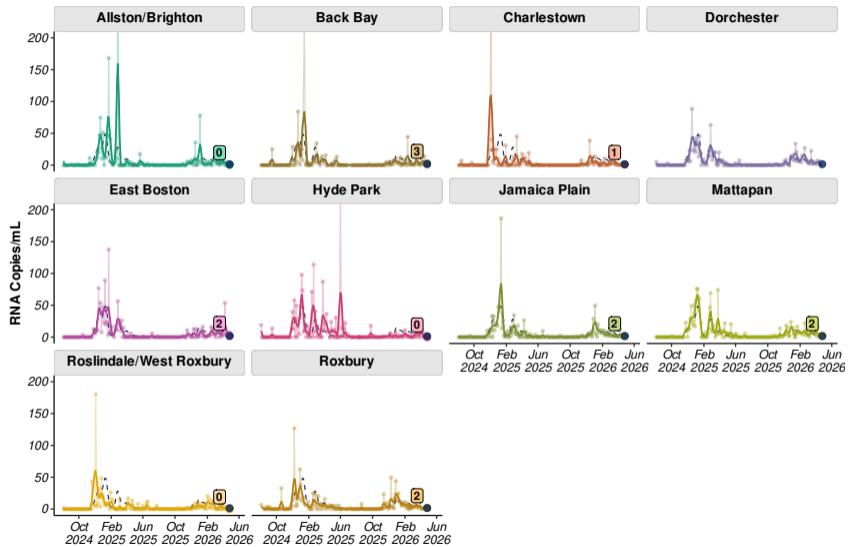 Allston/Brighton Back Bay Charlestown Dorchester
200
150
100
50
0
0 3 1
East Boston Hyde Park Jamaica Plain Mattapan
RNA Copies/mL
200
150
100
50
0
2 0 2 2
Oct 2024 Feb 2025 Jun 2025 Oct 2025 Feb 2026 Jun 2026 Oct 2024 Feb 2025 Jun 2025 Oct 2025 Feb 2026 Jun 2026
Roslindale/West Roxbury Roxbury
200
150
100
50
0
0 2
Oct 2024 Feb 2025 Jun 2025 Oct 2025 Feb 2026 Jun 2026 Oct 2024 Feb 2025 Jun 2025 Oct 2025 Feb 2026 Jun 2026